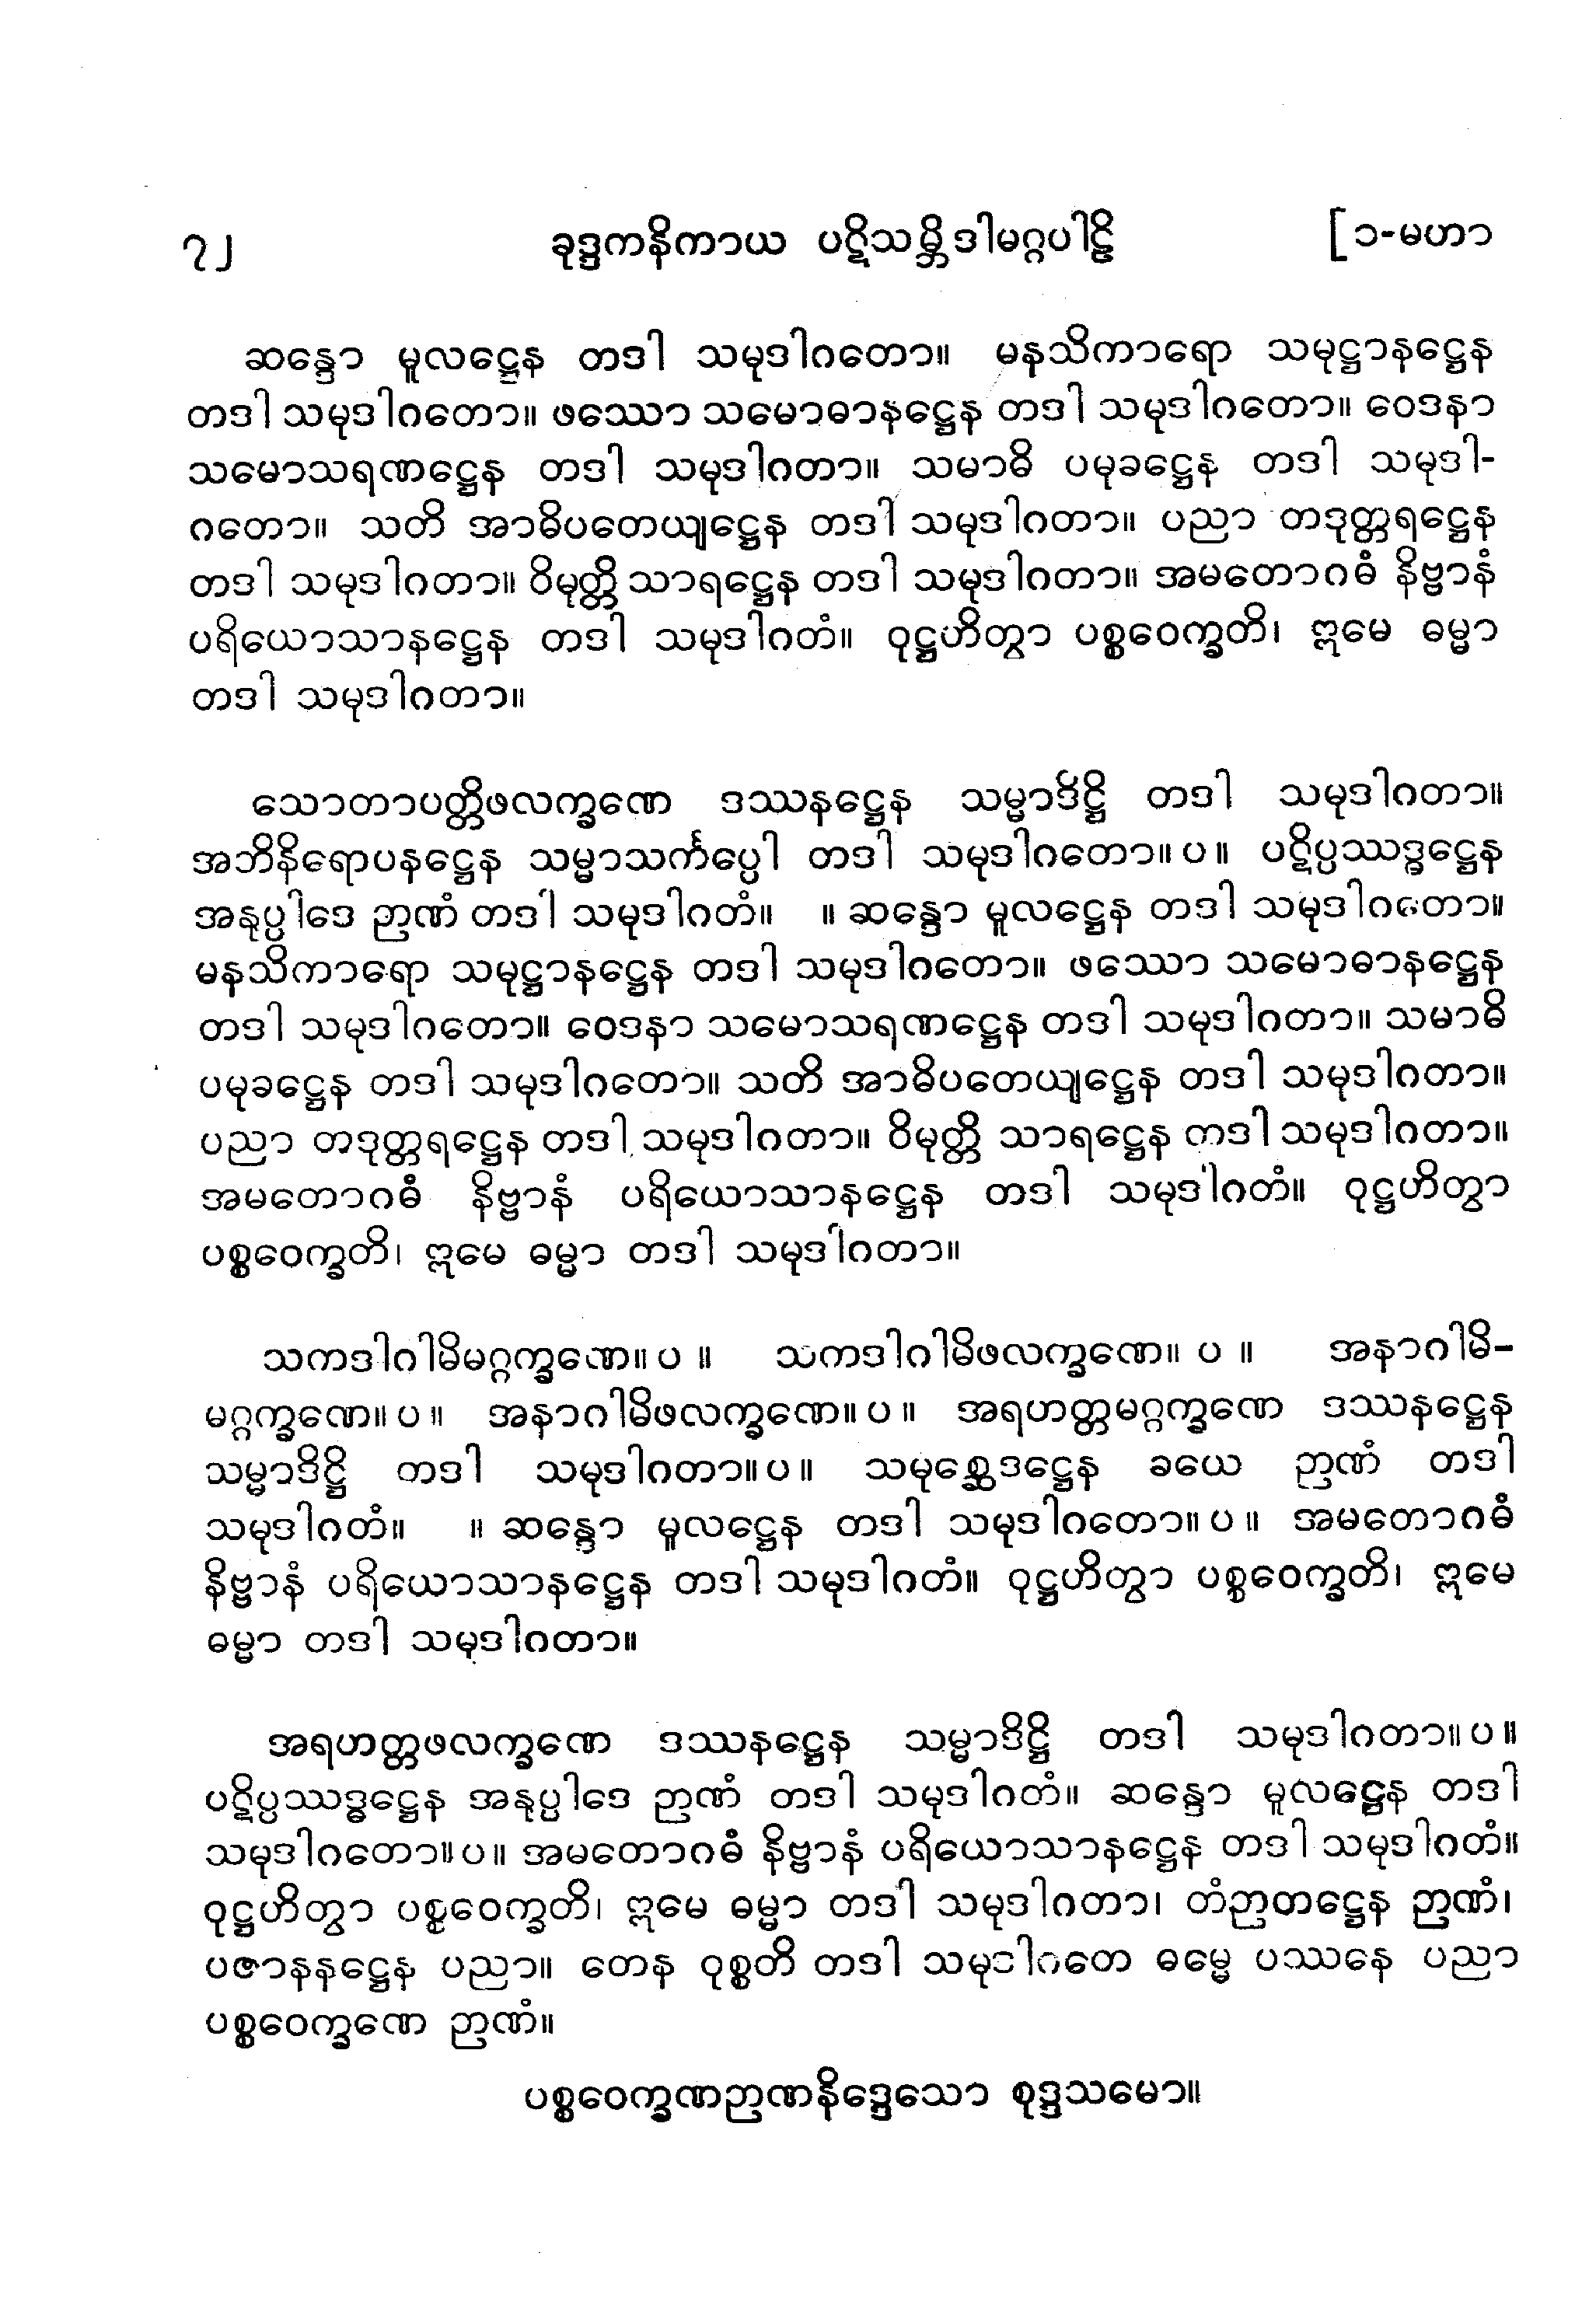 ၇၂ ခုဒ္ဒကနိကာယ ပဋိသမ္ဘိဒါမဂ္ဂပါဠိ [ ၁-မဟာ
ဆန္ဒော မူလဋ္ဌေန တဒါ သမုဒါဂတော။ မနသိကာရော သမုဋ္ဌာနဋ္ဌေန
တဒါ သမုဒါဂတော။ ဖဿော သမောဓာနဋ္ဌေန တဒါ သမုဒါဂတော။ ဝေဒနာ
သမောသရဏဋ္ဌေန တဒါ သမုဒါဂတာ။ သမာဓိ ပမုခဋ္ဌေန တဒါ သမုဒါ-
ဂတော။ သတိ အာဓိပတေယျဋ္ဌေန တဒါ သမုဒါဂတာ။ ပညာ တဒုတ္တရဋ္ဌေန
တဒါ သမုဒါဂတာ။ ဝိမုတ္တိ သာရဋ္ဌေန တဒါ သမုဒါဂတာ။ အမတောဂဓံ နိဗ္ဗာနံ
ပရိယောသာနဋ္ဌေန တဒါ သမုဒါဂတံ။ ဝုဋ္ဌဟိတွာ ပစ္စဝေက္ခတိ၊ ဣမေ ဓမ္မာ
တဒါ သမုဒါဂတာ။
သောတာပတ္တိဖလက္ခဏေ ဒဿနဋ္ဌေန သမ္မာဒိဋ္ဌိ တဒါ သမုဒါဂတာ။
အဘိနိရောပနဋ္ဌေန သမ္မာသင်္ကပ္ပေါ တဒါ သမုဒါဂတော။ပ။ ပဋိပ္ပဿဒ္ဓဋ္ဌေန
အနုပ္ပါဒေ ဉာဏံ တဒါ သမုဒါဂတံ။ ။ ဆန္ဒော မူလဋ္ဌေန တဒါ သမုဒါဂတော။
မနသိကာရော သမုဋ္ဌာနဋ္ဌေန တဒါ သမုဒါဂတော။ ဖဿော သမောဓာနဋ္ဌေန
တဒါ သမုဒါဂတော။ ဝေဒနာ သမောသရဏဋ္ဌေန တဒါ သမုဒါဂတာ။ သမာဓိ
ပမုခဋ္ဌေန တဒါ သမုဒါဂတော။ သတိ အာဓိပတေယျဋ္ဌေန တဒါ သမုဒါဂတာ။
ပညာ တဒုတ္တရဋ္ဌေန တဒါ သမုဒါဂတာ။ ဝိမုတ္တိ သာရဋ္ဌေန တဒါ သမုဒါဂတာ။
အမတောဂဓံ နိဗ္ဗာနံ ပရိယောသာနဋ္ဌေန တဒါ သမုဒါဂတံ။ ဝုဋ္ဌဟိတွာ
ပစ္စဝေက္ခတိ၊ ဣမေ ဓမ္မာ တဒါ သမုဒါဂတာ။
သကဒါဂါမိမဂ္ဂက္ခဏေ။ပ။ သကဒါဂါမိဖလက္ခဏေ။ ပ ။ အနာဂါမိ-
မဂ္ဂက္ခဏေ။ပ။ အနာဂါမိဖလက္ခဏေ။ပ။ အရဟတ္တမဂ္ဂက္ခဏေ ဒဿနဋ္ဌေန
သမ္မာဒိဋ္ဌိ တဒါ သမုဒါဂတာ။ပ။ သမုစ္ဆေဒဋ္ဌေန ခယေ ဉာဏံ တဒါ
သမုဒါဂတံ။ ။ ဆန္ဒော မူလဋ္ဌေန တဒါ သမုဒါဂတော။ပ။ အမတောဂဓံ
နိဗ္ဗာနံ ပရိယောသာနဋ္ဌေန တဒါ သမုဒါဂတံ။ ဝုဋ္ဌဟိတွာ ပစ္စဝေက္ခတိ၊ ဣမေ
ဓမ္မာ တဒါ သမုဒါဂတာ။
အရဟတ္တဖလက္ခဏေ ဒဿနဋ္ဌေန သမ္မာဒိဋ္ဌိ တဒါ သမုဒါဂတာ။ပ။
ပဋိပ္ပဿဒ္ဓဋ္ဌေန အနုပ္ပါဒေ ဉာဏံ တဒါ သမုဒါဂတံ။ ဆန္ဒော မူလဋ္ဌေန တဒါ
သမုဒါဂတော။ပ။ အမတောဂဓံ နိဗ္ဗာနံ ပရိယောသာနဋ္ဌေန တဒါ သမုဒါဂတံ။
ဝုဋ္ဌဟိတွာ ပစ္စဝေက္ခတိ၊ ဣမေ ဓမ္မာ တဒါ သမုဒါဂတာ၊ တံဉာတဋ္ဌေန ဉာဏံ၊
ပဇာနနဋ္ဌေန ပညာ။ တေန ဝုစ္စတိ တဒါ သမုဒါဂတေ ဓမ္မေ ပဿနေ ပညာ
ပစ္စဝေက္ခဏေ ဉာဏံ။
ပစ္စဝေက္ခဏဉာဏနိဒ္ဒေသော စုဒ္ဒသမော။